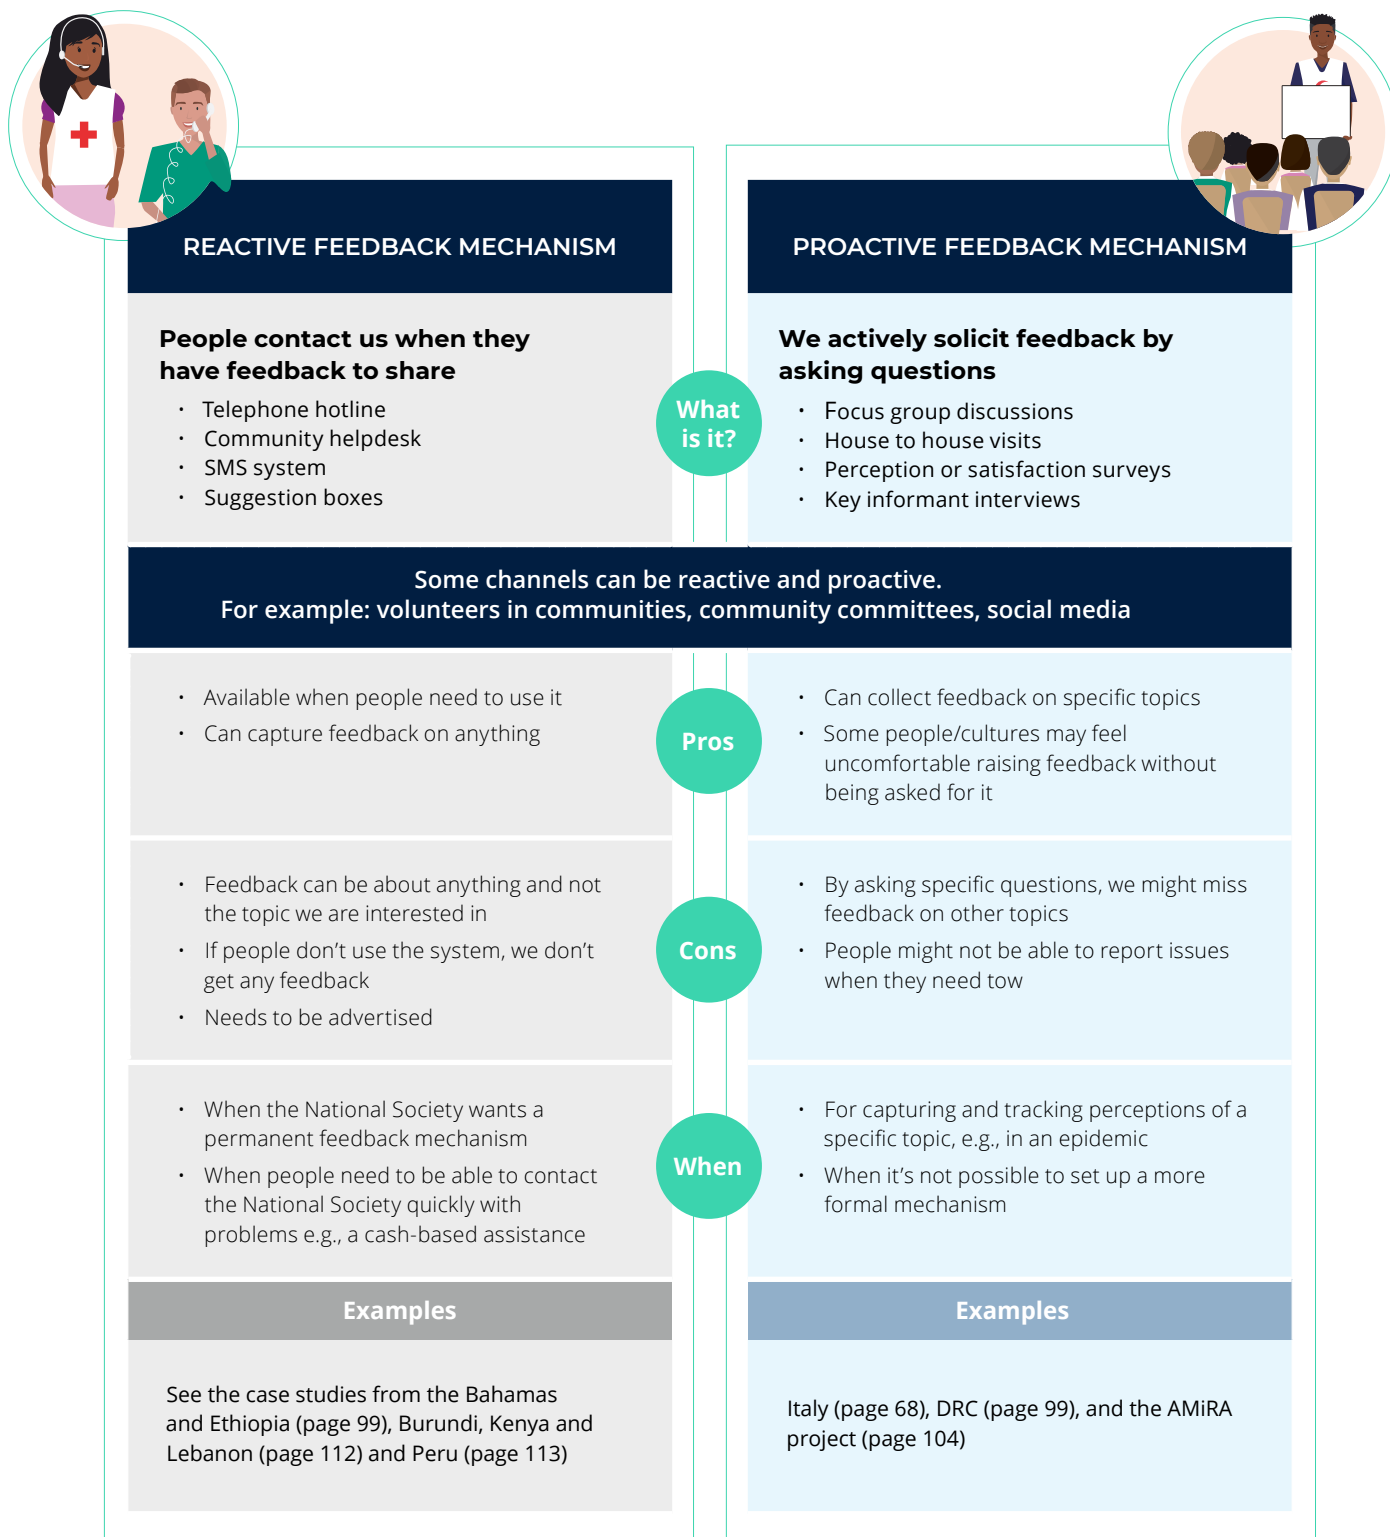 REACTIVE FEEDBACK MECHANISM
People contact us when they
have feedback to share
· Telephone hotline
· Community helpdesk
· SMS system
· Suggestion boxes
What
is it?
PROACTIVE FEEDBACK MECHANISM
We actively solicit feedback by
asking questions
· Focus group discussions
· House to house visits
· Perception or satisfaction surveys
· Key informant interviews
Some channels can be reactive and proactive.
For example: volunteers in communities, community committees, social media
· Available when people need to use it
· Can capture feedback on anything
Pros
· Can collect feedback on specific topics
· Some people/cultures may feel
uncomfortable raising feedback without
being asked for it
· Feedback can be about anything and not
the topic we are interested in
· If people don’t use the system, we don’t
get any feedback
· Needs to be advertised
Cons
· By asking specific questions, we might miss
feedback on other topics
· People might not be able to report issues
when they need tow
· When the National Society wants a
permanent feedback mechanism
· When people need to be able to contact
the National Society quickly with
problems e.g., a cash-based assistance
When
· For capturing and tracking perceptions of a
specific topic, e.g., in an epidemic
· When it’s not possible to set up a more
formal mechanism
Examples
See the case studies from the Bahamas
and Ethiopia (page 99), Burundi, Kenya and
Lebanon (page 112) and Peru (page 113)
Examples
Italy (page 68), DRC (page 99), and the AMiRA
project (page 104)